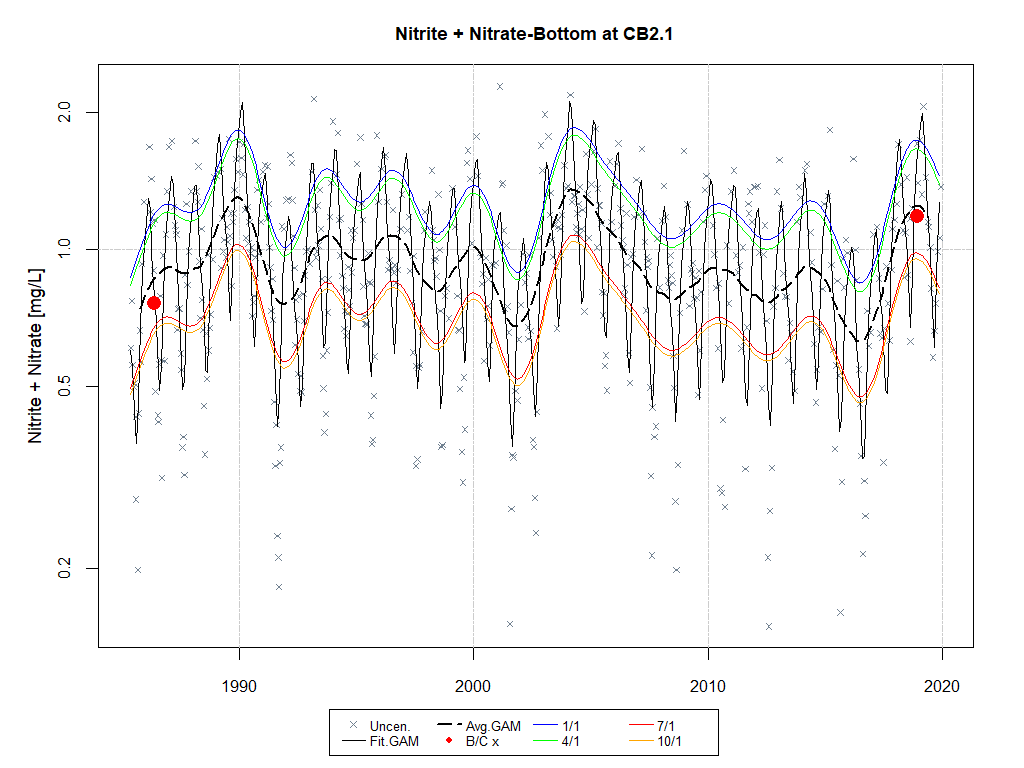 Nitrite + Nitrate-Bottom at CB2.1
Nitrite + Nitrate [mg/L]
2.0
1.0
0.5
0.2
1990 2000 2010 2020
Uncen. Avg.GAM 1/1 7/1
Fit.GAM B/C x 4/1 10/1